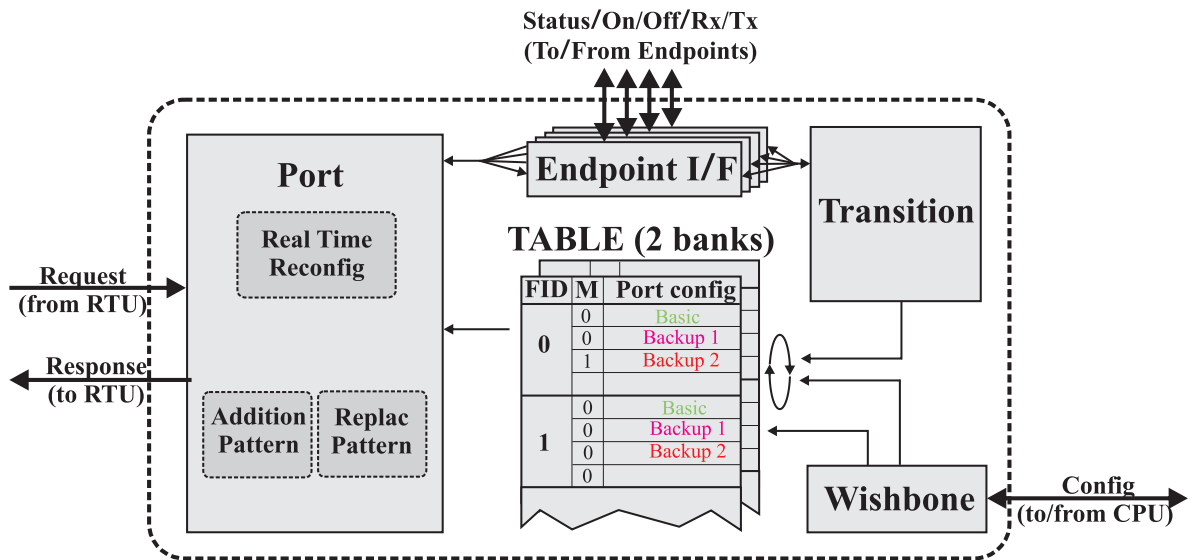 Status/On/Off/Rx/Tx
(To/From Endpoints)
Port
Real Time
Reconfig
Addition
Pattern
Replac
Pattern
Request
(from RTU)
Response
(to RTU)
Endpoint I/F
Transition
TABLE (2 banks)
FID M Port config
0
0 Basic
0 Backup 1
1 Backup 2
1
0 Basic
0 Backup 1
0 Backup 2
0
Wishbone
Config
(to/from CPU)